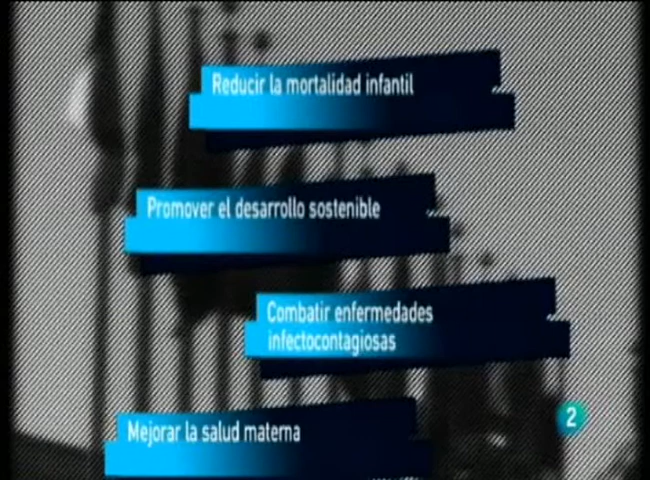 Reducir la mortalidad infantil
Promover el desarrollo sostenible
Combatir enfermedades
infectocontagiosas
2
Mejorar la salud materna